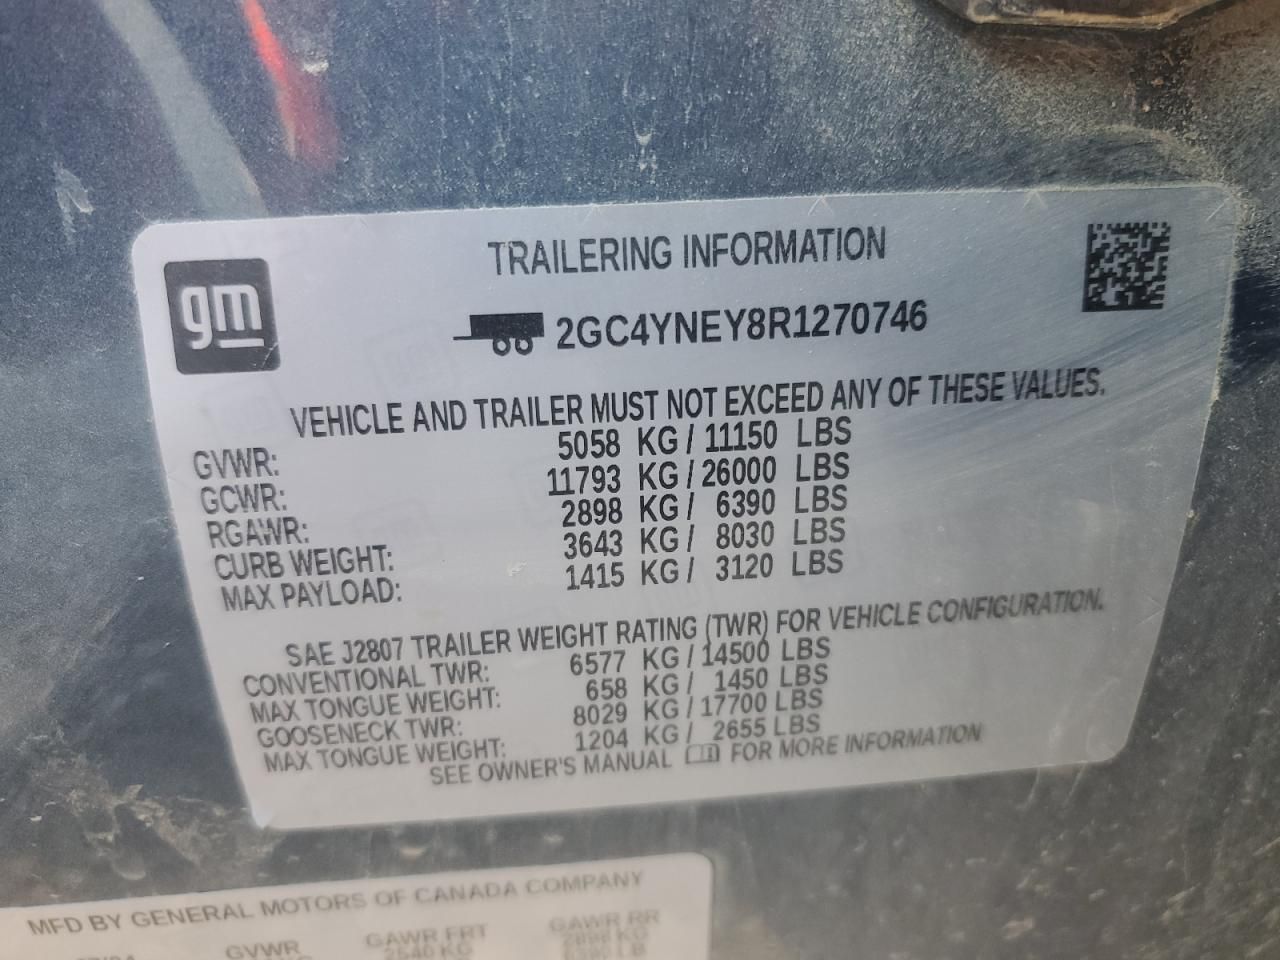 gm
TRAILERING INFORMATION
2GC4YNEY8R1270746
VEHICLE AND TRAILER MUST NOT EXCEED ANY OF THESE VALUES.
GVWR: 5058 KG / 11150 LBS
GCWR: 11793 KG / 26000 LBS
RGAWR: 2898 KG / 6390 LBS
CURB WEIGHT: 3643 KG / 8030 LBS
MAX PAYLOAD: 1415 KG / 3120 LBS
SAE J2807 TRAILER WEIGHT RATING (TWR) FOR VEHICLE CONFIGURATION.
CONVENTIONAL TWR: 6577 KG / 14500 LBS
MAX TONGUE WEIGHT: 658 KG / 1450 LBS
GOOSENECK TWR: 8029 KG / 17700 LBS
MAX TONGUE WEIGHT: 1204 KG / 2655 LBS
SEE OWNER'S MANUAL FOR MORE INFORMATION
MFD BY GENERAL MOTORS OF CANADA COMPANY
GVWR GAWR FRT GAWR RR
2540 KG 2898 KG